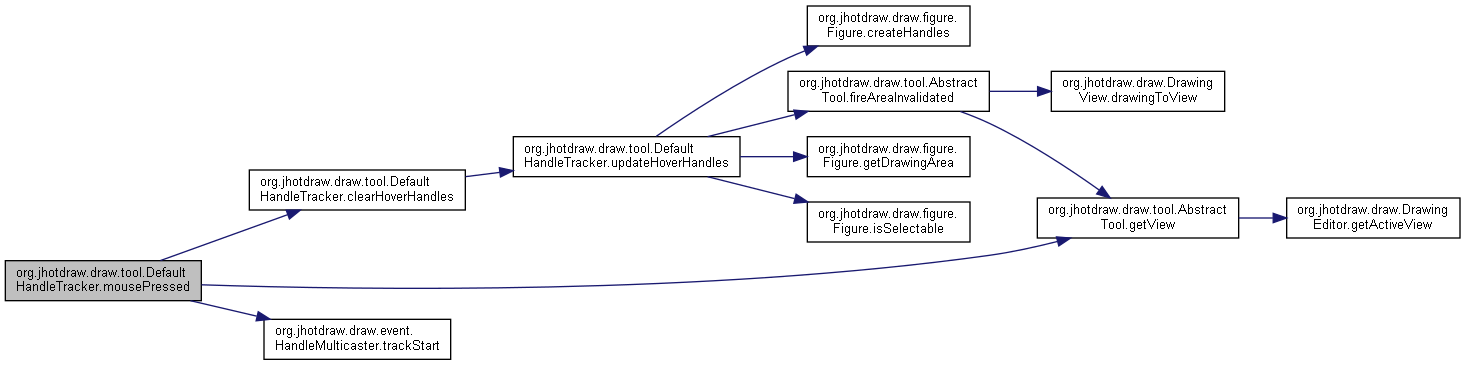 org.jhotdraw.draw.figure.
Figure.createHandles
org.jhotdraw.draw.tool.Abstract
Tool.fireAreaInvalidated
org.jhotdraw.draw.Drawing
View.drawingToView
org.jhotdraw.draw.tool.Default
HandleTracker.updateHoverHandles
org.jhotdraw.draw.figure.
Figure.getDrawingArea
org.jhotdraw.draw.tool.Default
HandleTracker.clearHoverHandles
org.jhotdraw.draw.figure.
Figure.isSelectable
org.jhotdraw.draw.tool.Abstract
Tool.getView
org.jhotdraw.draw.Drawing
Editor.getActiveView
org.jhotdraw.draw.tool.Default
HandleTracker.mousePressed
org.jhotdraw.draw.event.
HandleMulticaster.trackStart